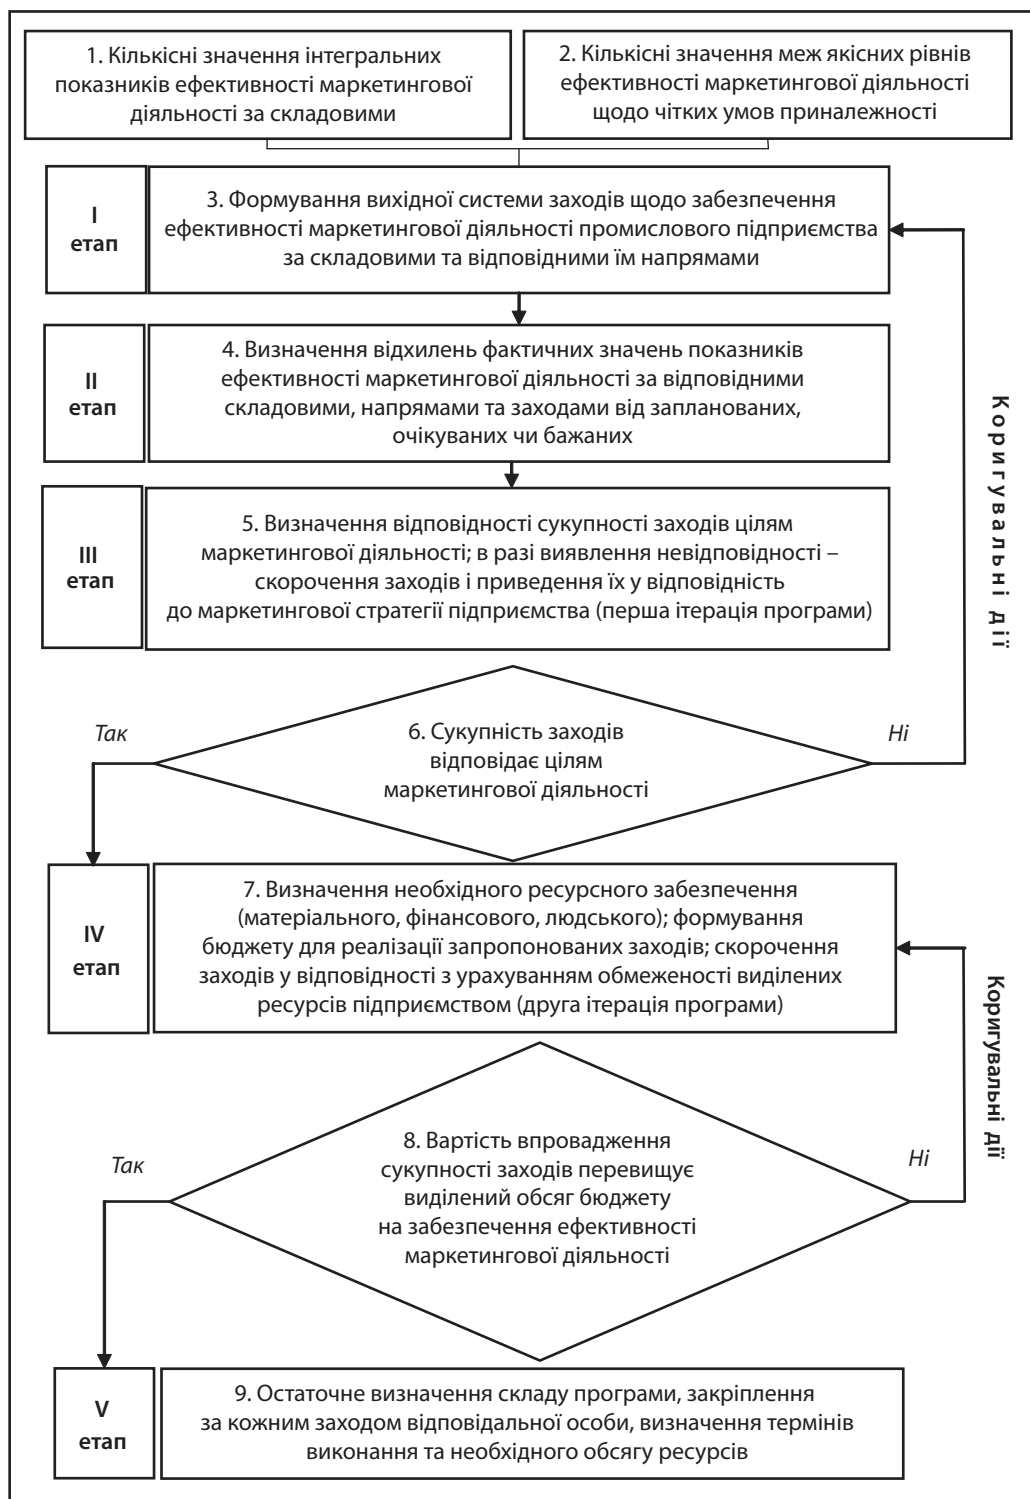 1. Кількісні значення інтегральних
показників ефективності маркетингової
діяльності за складовими
2. Кількісні значення меж якісних рівнів
ефективності маркетингової діяльності
щодо чітких умов приналежності
I
етап
3. Формування вихідної системи заходів щодо забезпечення
ефективності маркетингової діяльності промислового підприємства
за складовими та відповідними їм напрямами
II
етап
4. Визначення відхилень фактичних значень показників
ефективності маркетингової діяльності за відповідними
складовими, напрямами та заходами від запланованих,
очікуваних чи бажаних
Коригувальні дії
III
етап
5. Визначення відповідності сукупності заходів цілям
маркетингової діяльності; в разі виявлення невідповідності –
скорочення заходів і приведення їх у відповідність
до маркетингової стратегії підприємства (перша ітерація програми)
Так
6. Сукупність заходів
відповідає цілям
маркетингової діяльності
Ні
IV
етап
7. Визначення необхідного ресурсного забезпечення
(матеріального, фінансового, людського); формування
бюджету для реалізації запропонованих заходів; скорочення
заходів у відповідності з урахуванням обмеженості виділених
ресурсів підприємством (друга ітерація програми)
Коригувальні дії
Так
8. Вартість впровадження
сукупності заходів перевищує
виділений обсяг бюджету
на забезпечення ефективності
маркетингової діяльності
Ні
V
етап
9. Остаточне визначення складу програми, закріплення
за кожним заходом відповідальної особи, визначення термінів
виконання та необхідного обсягу ресурсів